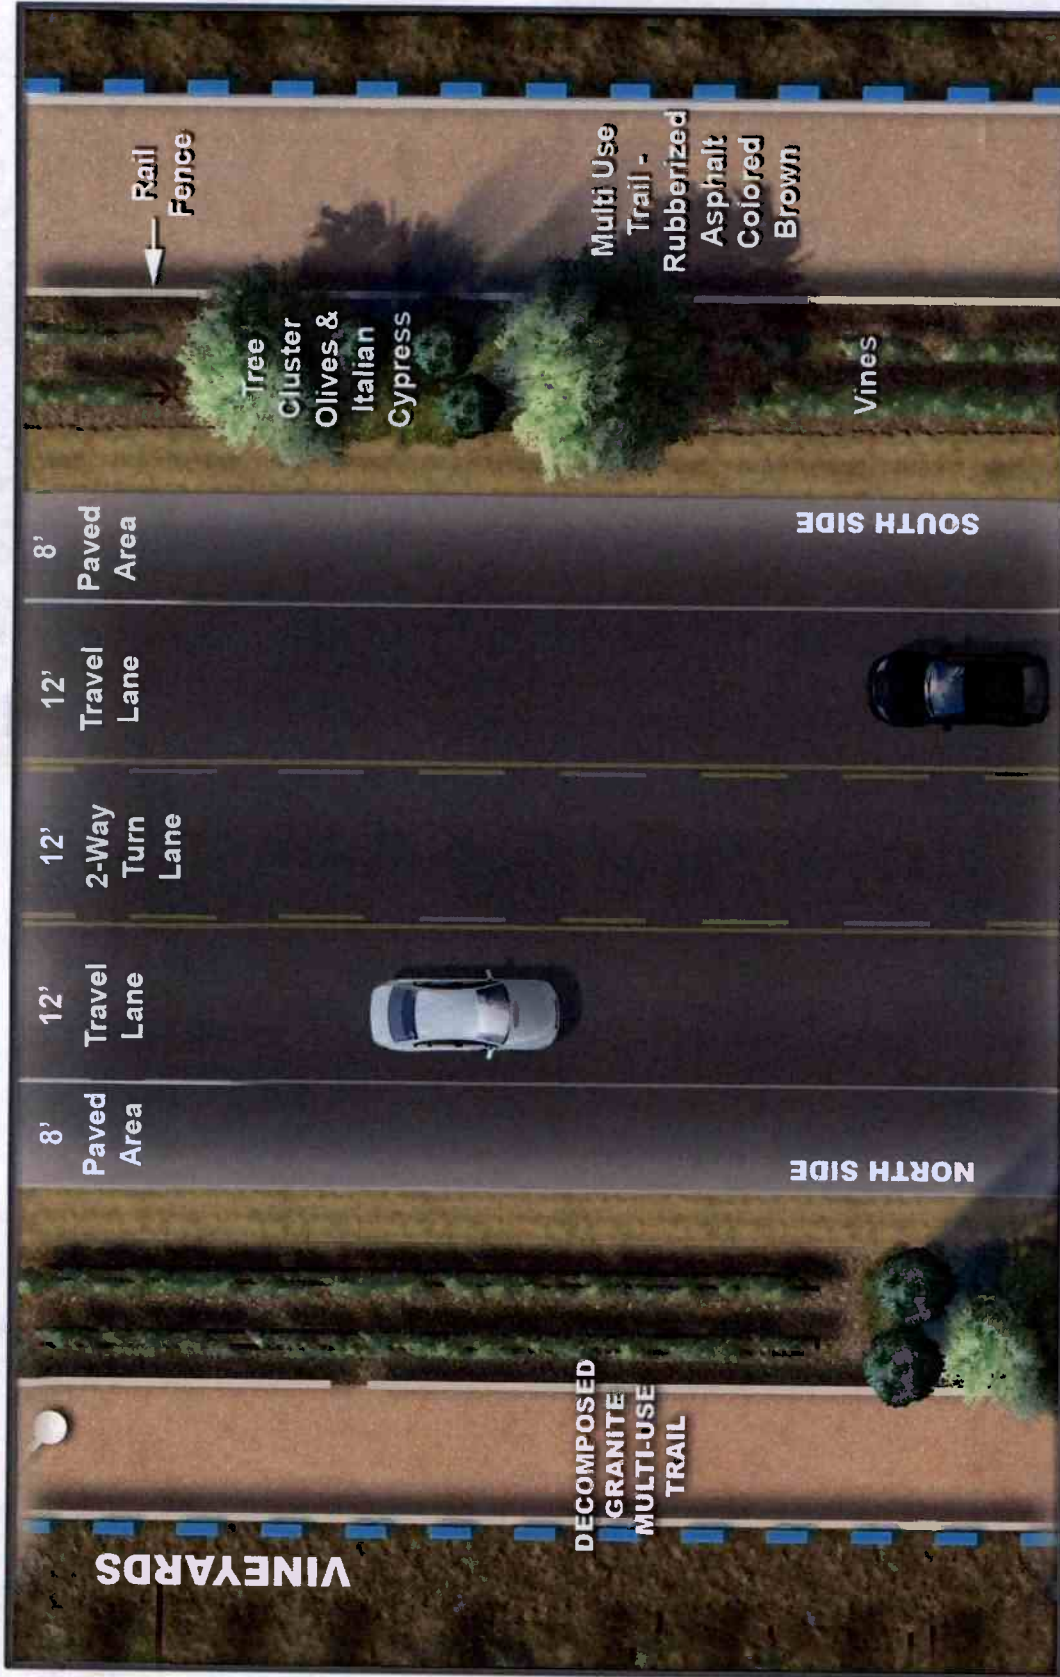 Rail
Fence
Multi Use
Trail -
Rubberized
Asphalt
Colored
Brown
Tree
Cluster
Olives &
Italian
Cypress
Vines
8'
Paved
Area
SOUTH SIDE
12'
Travel
Lane
12'
2-Way
Turn
Lane
12'
Travel
Lane
8'
Paved
Area
NORTH SIDE
DECOMPOSED
GRANITE
MULTI-USE
TRAIL
VINEYARDS